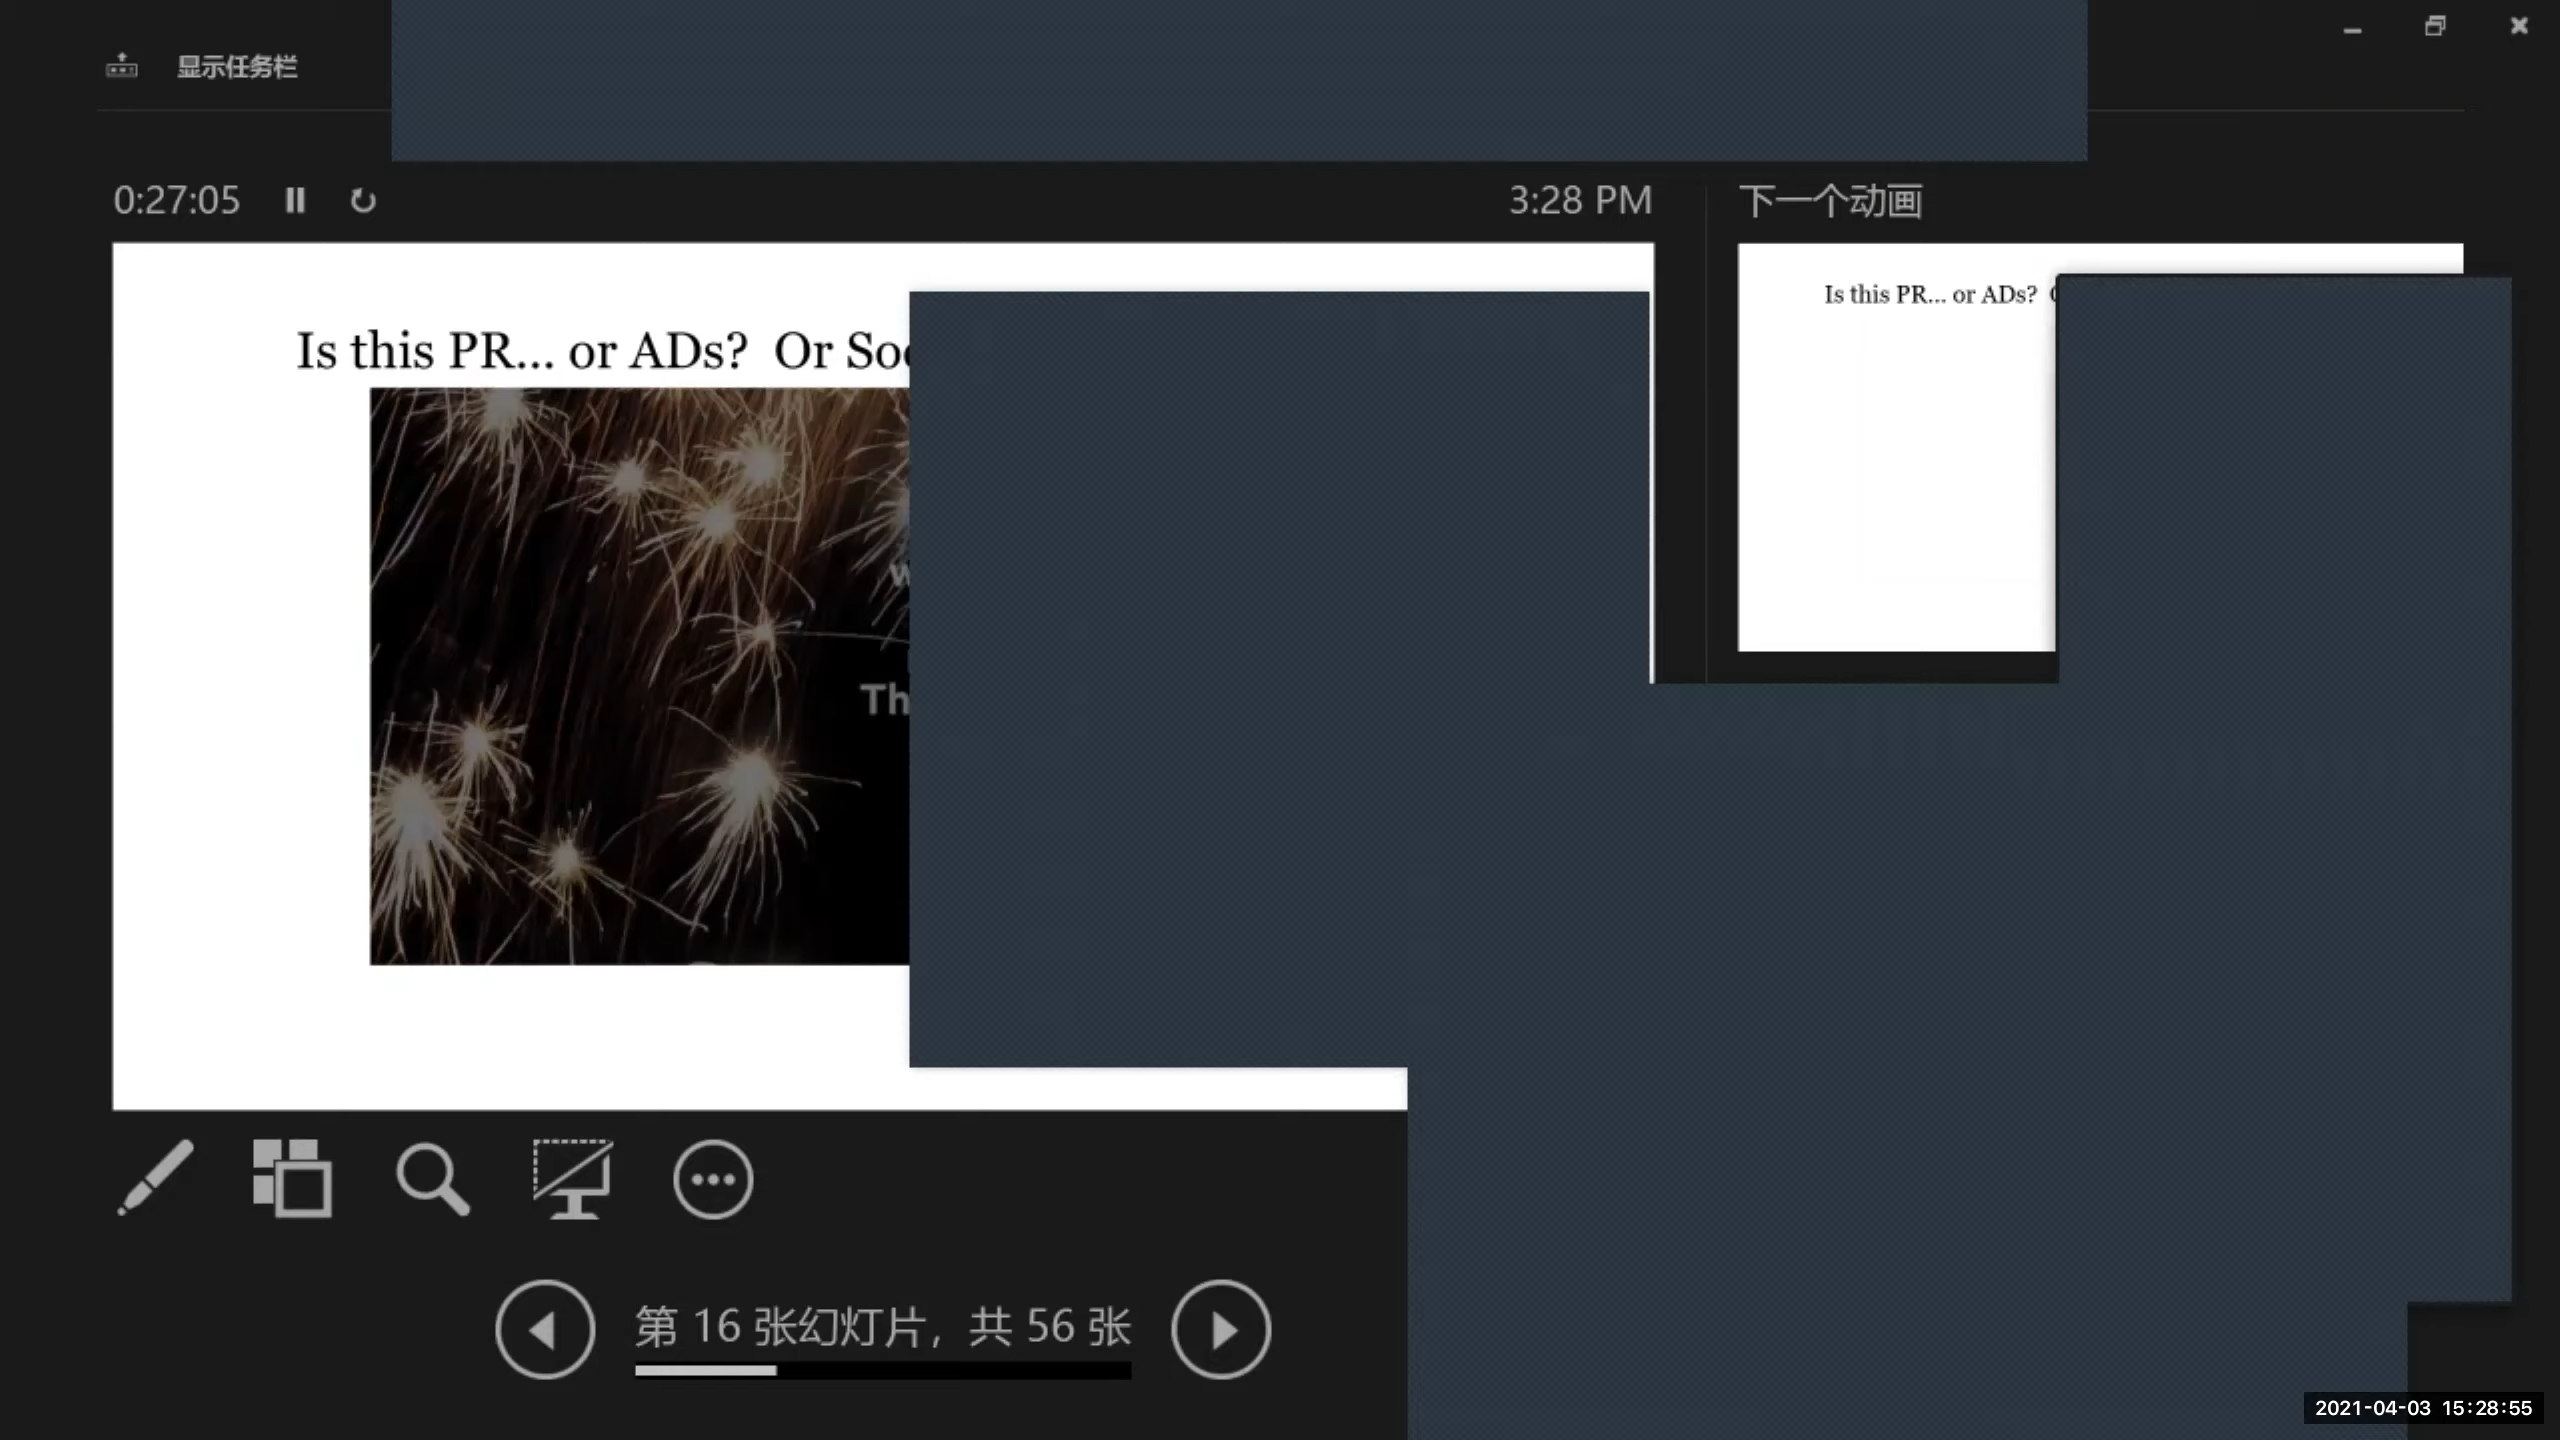 显示任务栏
0:27:05
3:28 PM
下一个动画
Is this PR... or ADs? Or
Is this PR... or ADs?
第 16 张幻灯片，共 56 张
2021-04-03 15:28:55